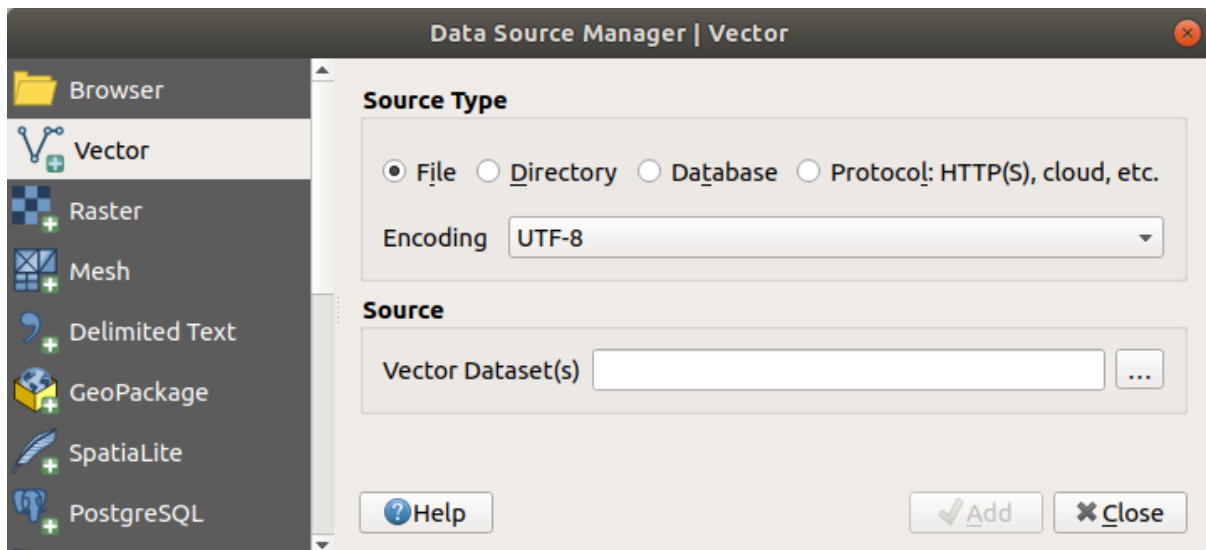 Data Source Manager | Vector
Browser
Vector
Raster
Mesh
Delimited Text
GeoPackage
SpatiaLite
PostgreSQL
Source Type
File Directory Database Protocol: HTTP(S), cloud, etc.
Encoding UTF-8
Source
Vector Dataset(s) ...
Help Add Close